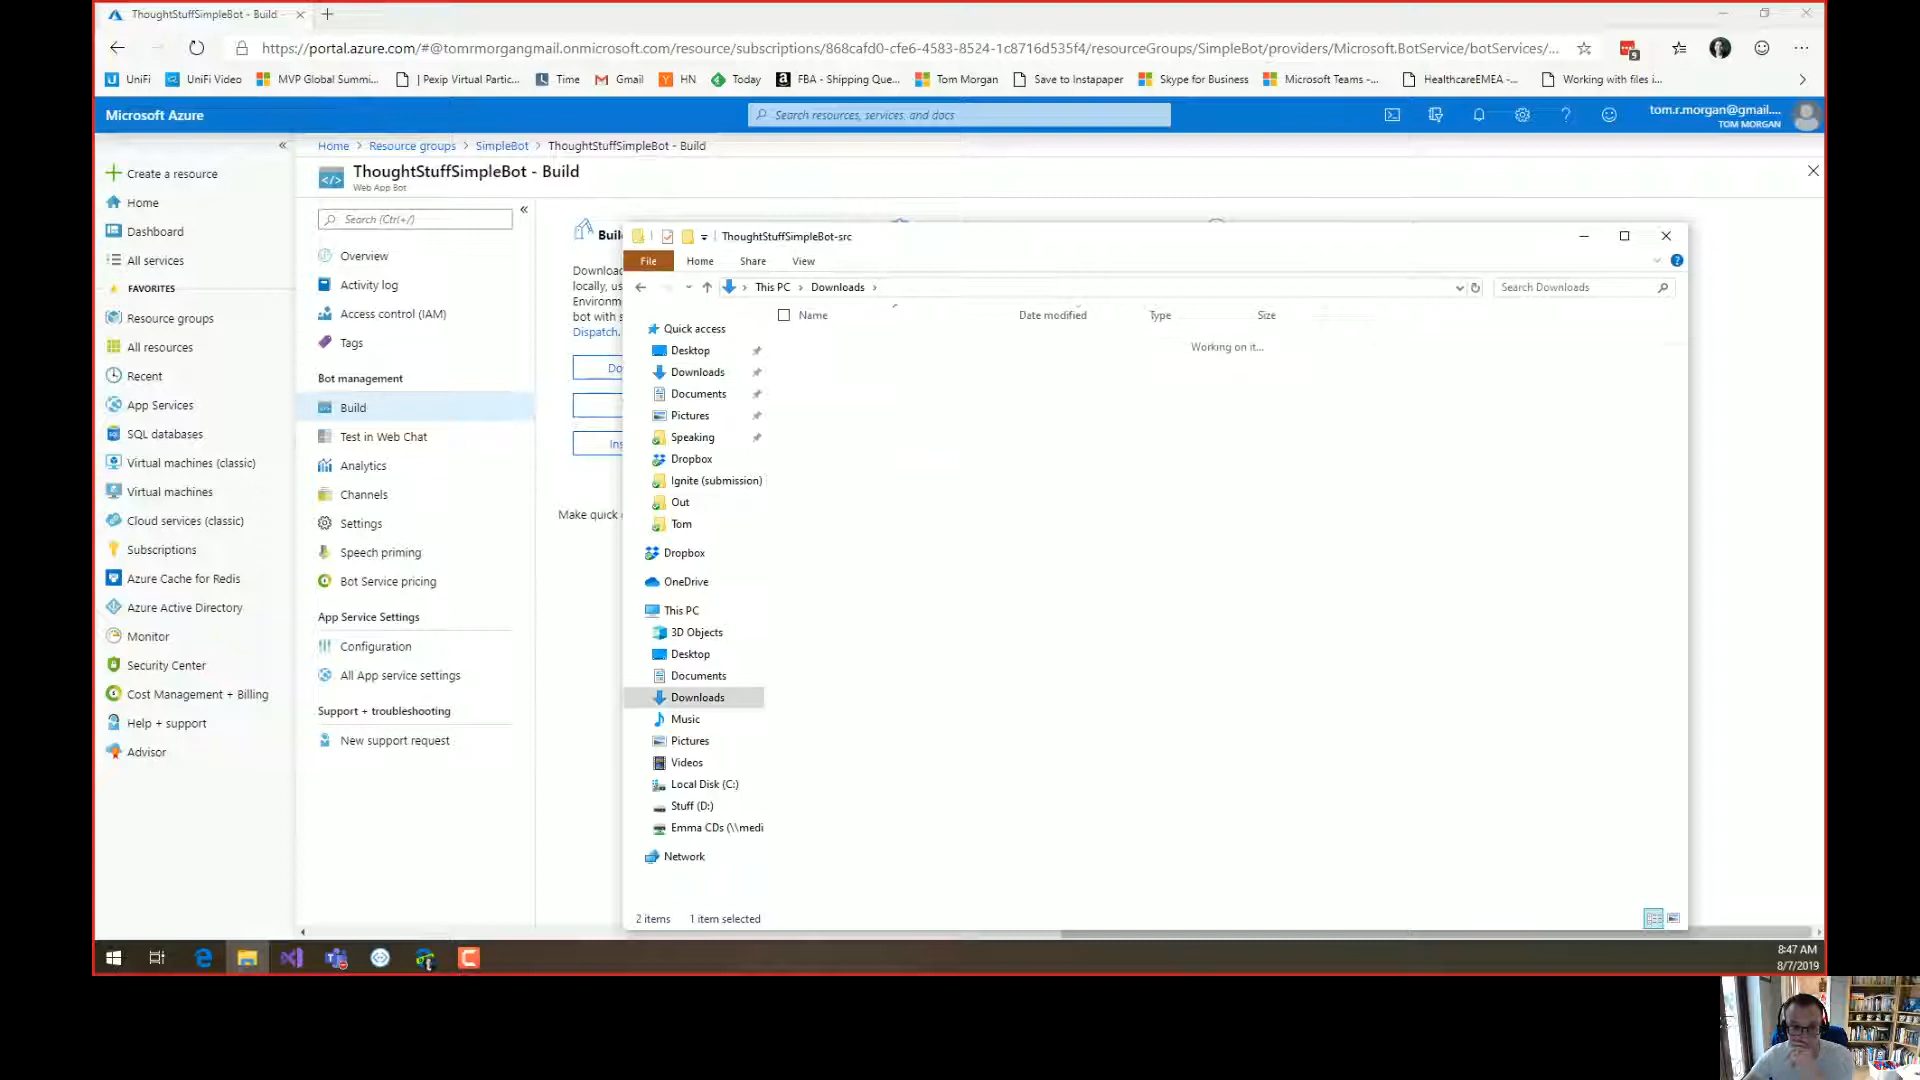 ThoughtStuffSimpleBot - Build -
https://portal.azure.com/#@tomrmorgangmail.onmicrosoft.com/resource/subscriptions/868cafd0-cfe6-4583-8524-1c8716d535f4/resourceGroups/SimpleBot/providers/Microsoft.BotService/botServices/...
9
UniFi
UniFi Video
MVP Global Summi...
| Pexip Virtual Partic...
Time
Gmail
HN
Today
FBA - Shipping Que...
Tom Morgan
Save to Instapaper
Skype for Business
Microsoft Teams -...
HealthcareEMEA -...
Working with files i...
Microsoft Azure
Search resources, services, and docs
tom.r.morgan@gmail....
TOM MORGAN
Home > Resource groups > SimpleBot > ThoughtStuffSimpleBot - Build
Create a resource
Home
Dashboard
All services
FAVORITES
Resource groups
All resources
Recent
App Services
SQL databases
Virtual machines (classic)
Virtual machines
Cloud services (classic)
Subscriptions
Azure Cache for Redis
Azure Active Directory
Monitor
Security Center
Cost Management + Billing
Help + support
Advisor
ThoughtStuffSimpleBot - Build
Web App Bot
Search (Ctrl+/)
Overview
Activity log
Access control (IAM)
Tags
Bot management
Build
Test in Web Chat
Analytics
Channels
Settings
Speech priming
Bot Service pricing
App Service Settings
Configuration
All App service settings
Support + troubleshooting
New support request
Buil
Download
locally, us
Environm
bot with s
Dispatch.
Do
Ins
Make quick
ThoughtStuffSimpleBot-src
File
Home
Share
View
This PC > Downloads >
Search Downloads
Name
Date modified
Type
Size
Working on it...
Quick access
Desktop
Downloads
Documents
Pictures
Speaking
Dropbox
Ignite (submission)
Out
Tom
Dropbox
OneDrive
This PC
3D Objects
Desktop
Documents
Downloads
Music
Pictures
Videos
Local Disk (C:)
Stuff (D:)
Emma CDs (\\medi
Network
2 items
1 item selected
8:47 AM
8/7/2019